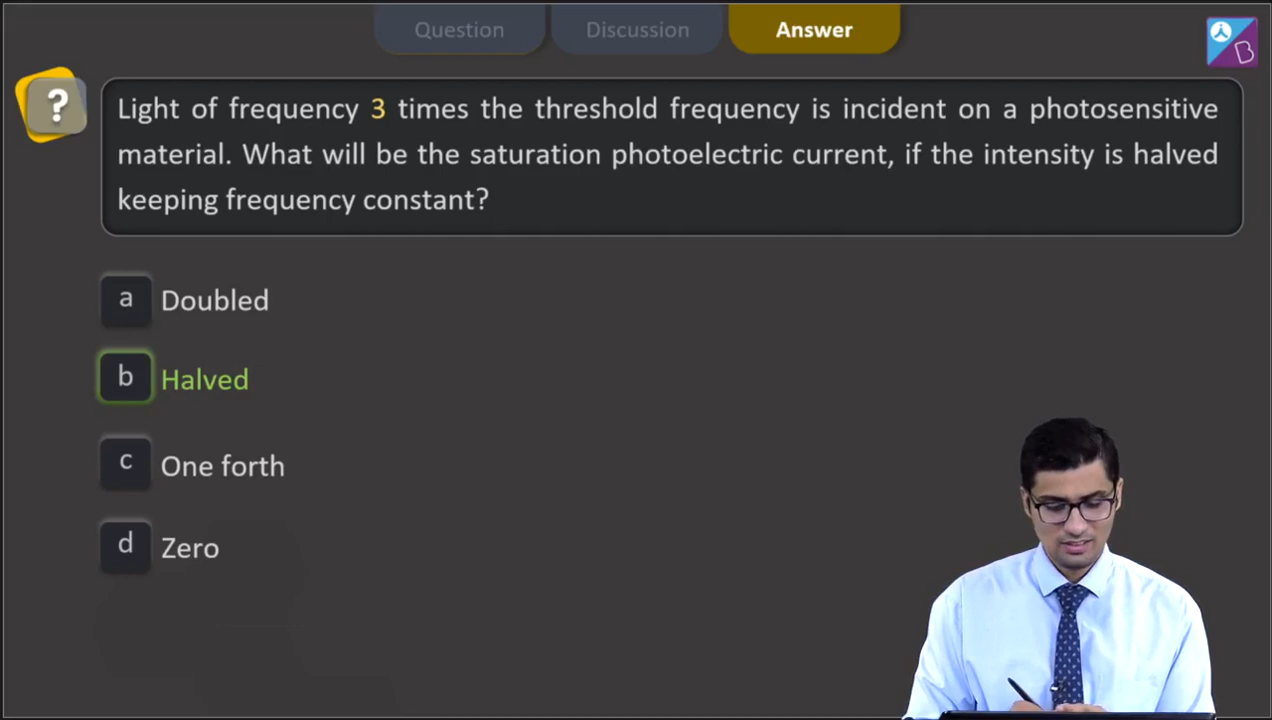 Question Discussion Answer
B
?
Light of frequency 3 times the threshold frequency is incident on a photosensitive
material. What will be the saturation photoelectric current, if the intensity is halved
keeping frequency constant?
a Doubled
b Halved
c One forth
d Zero